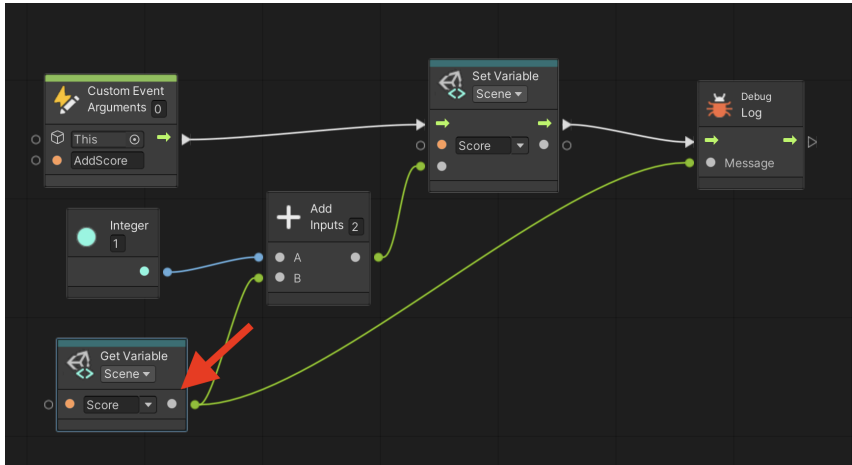 Custom Event
Arguments 0
This
AddScore
Set Variable
Scene
Score
Debug
Log
Message
Integer
1
Add
Inputs 2
A
B
Get Variable
Scene
Score